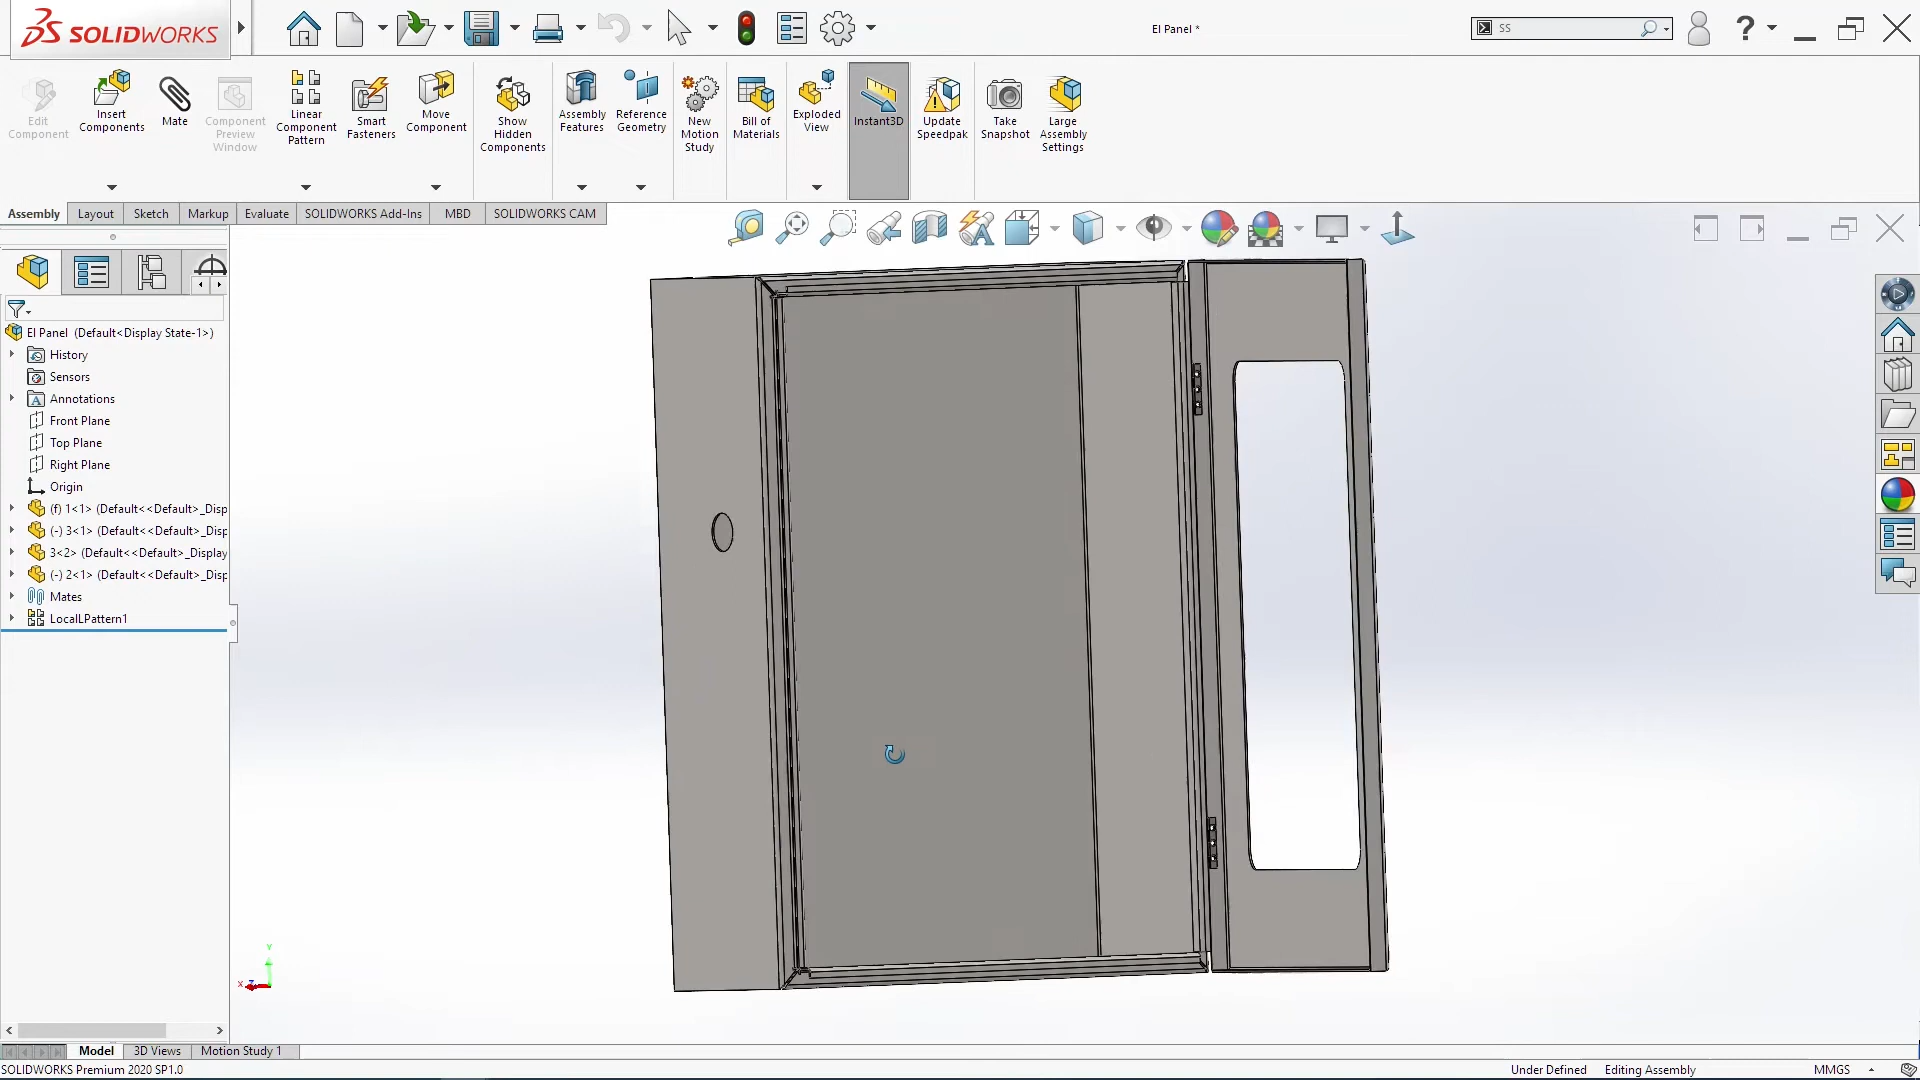 SOLIDWORKS
El Panel *
SS
Edit Component
Insert Components
Mate
Component Preview Window
Linear Component Pattern
Smart Fasteners
Move Component
Show Hidden Components
Assembly Features
Reference Geometry
New Motion Study
Bill of Materials
Exploded View
Instant3D
Update Speedpak
Take Snapshot
Large Assembly Settings
Assembly
Layout
Sketch
Markup
Evaluate
SOLIDWORKS Add-Ins
MBD
SOLIDWORKS CAM
El Panel (Default<Display State-1>)
History
Sensors
Annotations
Front Plane
Top Plane
Right Plane
Origin
(f) 1<1> (Default<<Default>_Disp
(-) 3<1> (Default<<Default>_Disp
3<2> (Default<<Default>_Display
(-) 2<1> (Default<<Default>_Disp
Mates
LocalLPattern1
Y
X
Z
Model
3D Views
Motion Study 1
SOLIDWORKS Premium 2020 SP1.0
Under Defined
Editing Assembly
MMGS